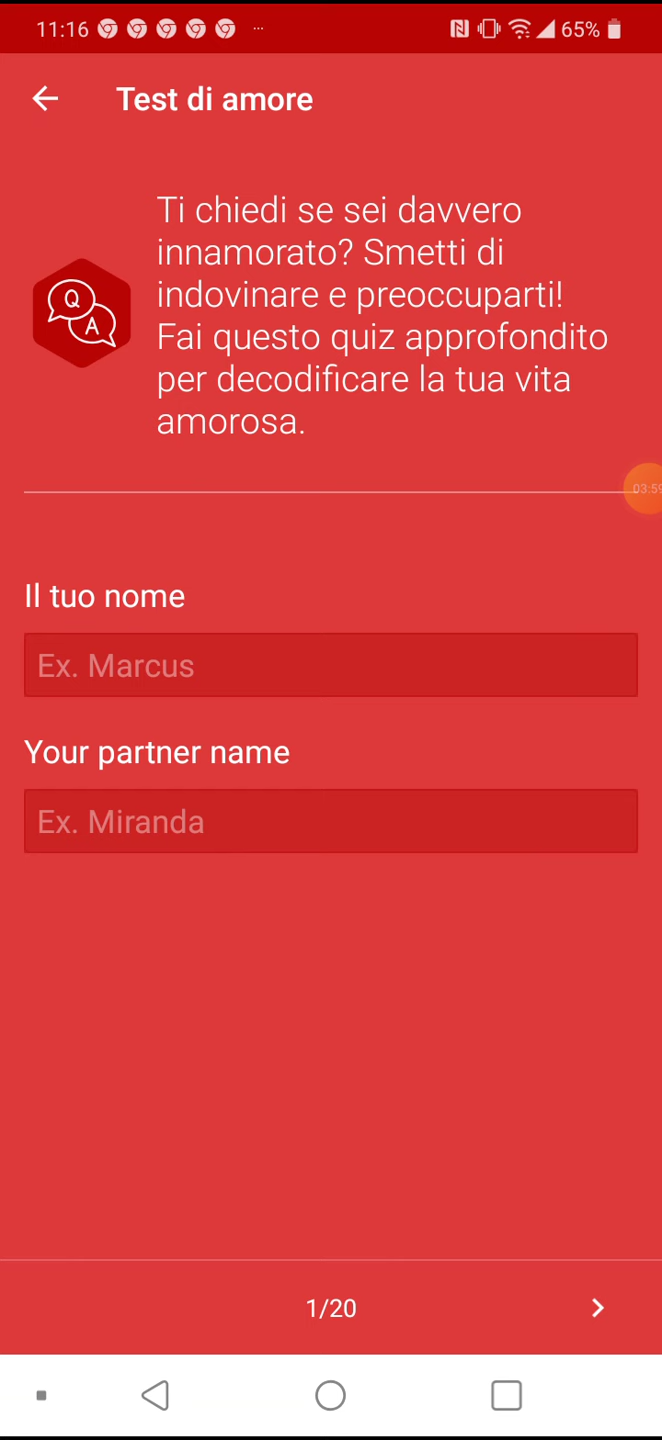 11:16 ... 65%
Test di amore
Ti chiedi se sei davvero
innamorato? Smetti di
indovinare e preoccuparti!
Fai questo quiz approfondito
per decodificare la tua vita
amorosa.
Q
A
03:59
Il tuo nome
Ex. Marcus
Your partner name
Ex. Miranda
1/20